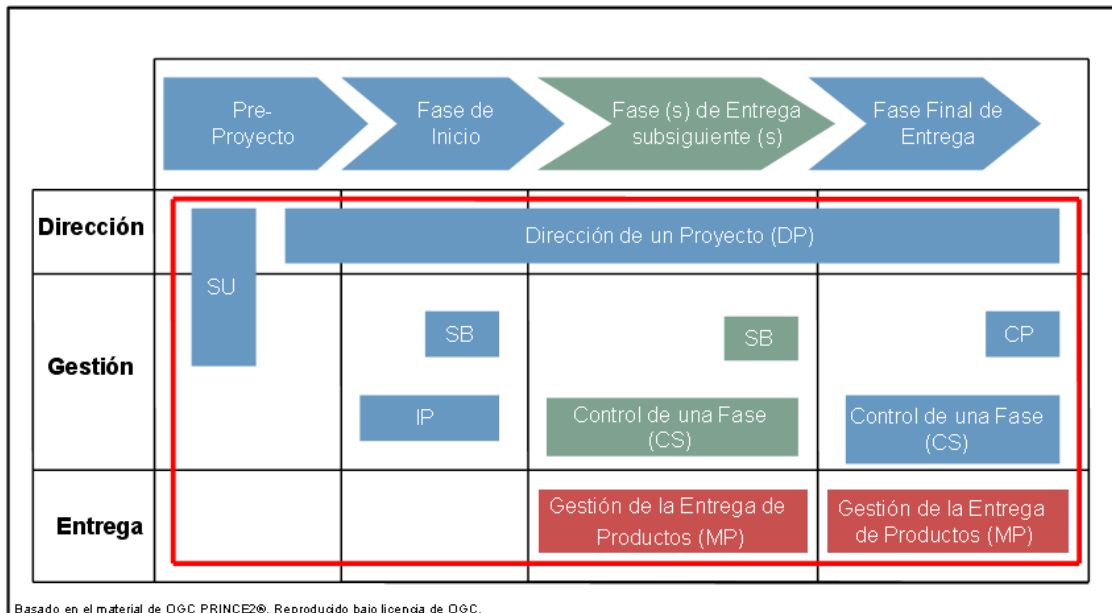 Pre-
Proyecto
Fase de
Inicio
Fase (s) de Entrega
subsiguiente (s)
Fase Final de
Entrega
Dirección
SU
Dirección de un Proyecto (DP)
Gestión
SB
SB
CP
IP
Control de una Fase
(CS)
Control de una Fase
(CS)
Entrega
Gestión de la Entrega de
Productos (MP)
Gestión de la Entrega
de Productos (MP)
Basado en el material de OGC PRINCE2®. Reproducido bajo licencia de OGC.